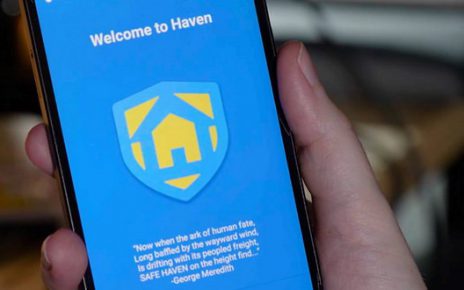 Welcome to Haven
"Now when the ark of human fate,
Long baffled by the wayward wind,
Is drifting with its peopled freight,
SAFE HAVEN on the height find..."
-George Meredith